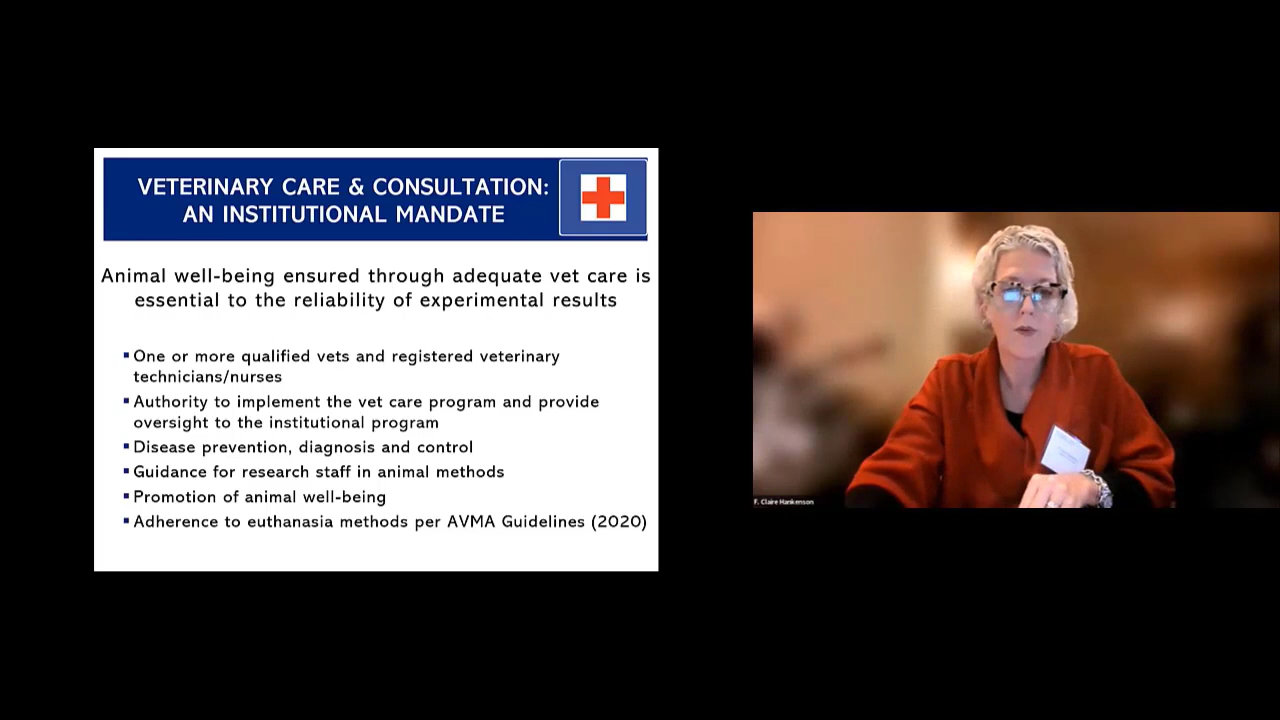 VETERINARY CARE & CONSULTATION:
AN INSTITUTIONAL MANDATE
Animal well-being ensured through adequate vet care is
essential to the reliability of experimental results
▪One or more qualified vets and registered veterinary
technicians/nurses
▪Authority to implement the vet care program and provide
oversight to the institutional program
▪Disease prevention, diagnosis and control
▪Guidance for research staff in animal methods
▪Promotion of animal well-being
▪Adherence to euthanasia methods per AVMA Guidelines (2020)
F. Claire Hankenson